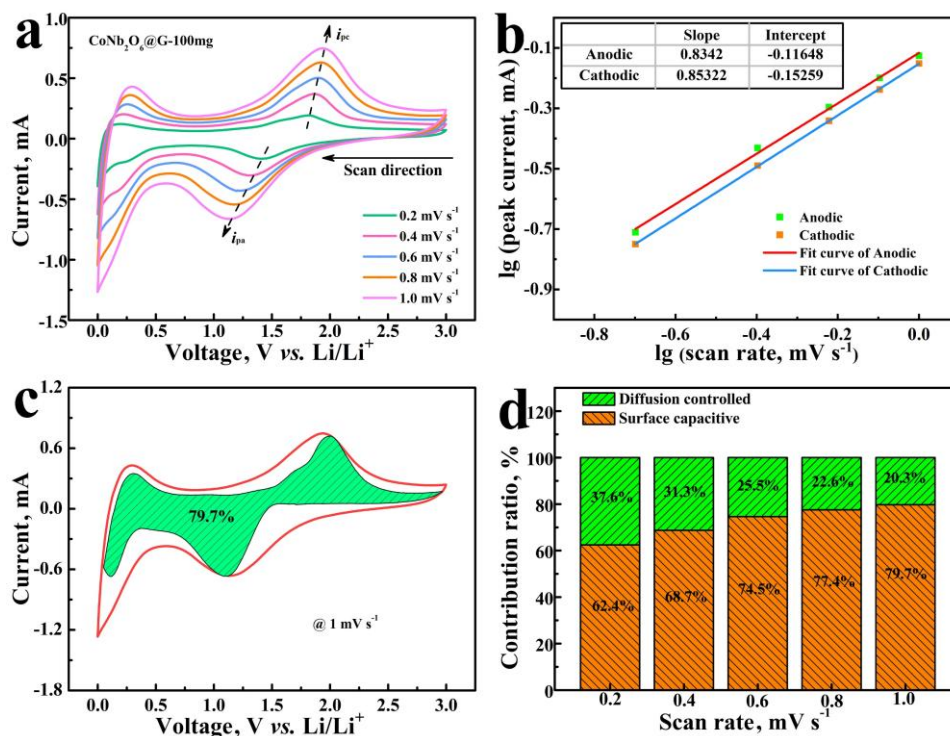 a
CoNb₂O₆@G-100mg
i_pc
i_pa
Scan direction
0.2 mV s⁻¹
0.4 mV s⁻¹
0.6 mV s⁻¹
0.8 mV s⁻¹
1.0 mV s⁻¹
1.0
0.5
0.0
-0.5
-1.0
-1.5
Current, mA
0.0 0.5 1.0 1.5 2.0 2.5 3.0
Voltage, V vs. Li/Li⁺
b
Slope Intercept
Anodic 0.8342 -0.11648
Cathodic 0.85322 -0.15259
Anodic
Cathodic
Fit curve of Anodic
Fit curve of Cathodic
-0.1
-0.3
-0.5
-0.7
-0.9
lg (peak current, mA)
-0.8 -0.6 -0.4 -0.2 0.0
lg (scan rate, mV s⁻¹)
c
79.7%
@ 1 mV s⁻¹
1.2
0.6
0.0
-0.6
-1.2
-1.8
Current, mA
0.0 0.5 1.0 1.5 2.0 2.5 3.0
Voltage, V vs. Li/Li⁺
d
Diffusion controlled
Surface capacitive
120
100
80
60
40
20
0
Contribution ratio, %
37.6% 31.3% 25.5% 22.6% 20.3%
62.4% 68.7% 74.5% 77.4% 79.7%
0.2 0.4 0.6 0.8 1.0
Scan rate, mV s⁻¹